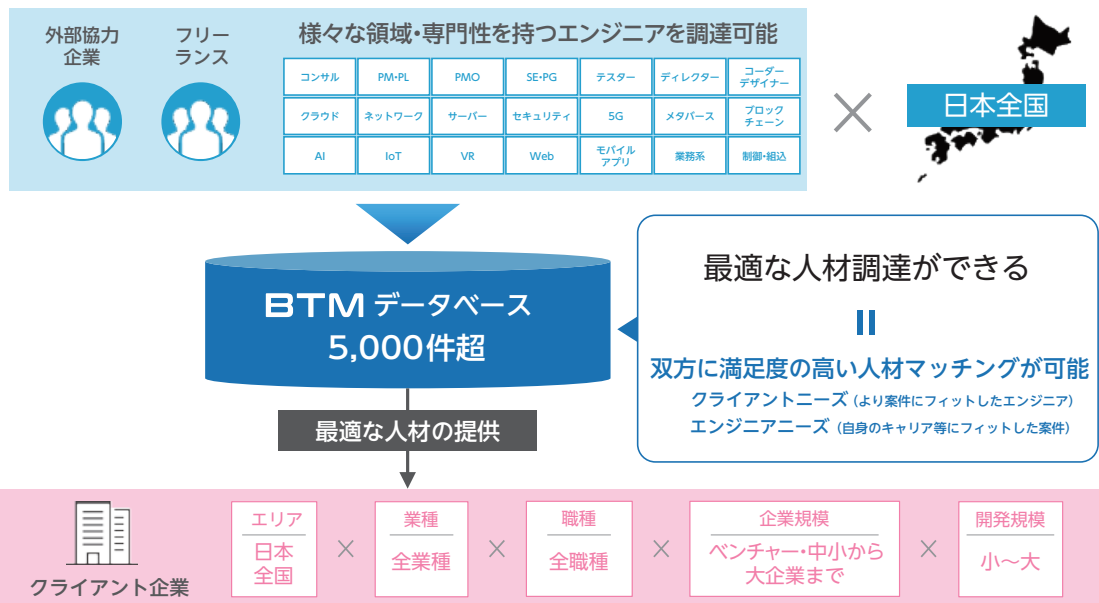 外部協力
企業
フリー
ランス
様々な領域・専門性を持つエンジニアを調達可能
コンサル
PM・PL
PMO
SE・PG
テスター
ディレクター
コーダー
デザイナー
クラウド
ネットワーク
サーバー
セキュリティ
5G
メタバース
ブロック
チェーン
AI
IoT
VR
Web
モバイル
アプリ
業務系
制御・組込
×
日本全国
BTM データベース
5,000件超
最適な人材調達ができる
双方に満足度の高い人材マッチングが可能
クライアントニーズ（より案件にフィットしたエンジニア）
エンジニアニーズ（自身のキャリア等にフィットした案件）
最適な人材の提供
クライアント企業
エリア
日本
全国
×
業種
全業種
×
職種
全職種
×
企業規模
ベンチャー・中小から
大企業まで
×
開発規模
小〜大